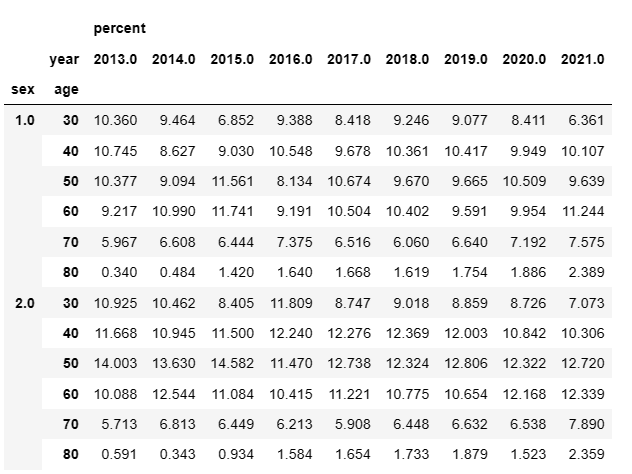 percent
year 2013.0 2014.0 2015.0 2016.0 2017.0 2018.0 2019.0 2020.0 2021.0
sex age
1.0 30 10.360 9.464 6.852 9.388 8.418 9.246 9.077 8.411 6.361
40 10.745 8.627 9.030 10.548 9.678 10.361 10.417 9.949 10.107
50 10.377 9.094 11.561 8.134 10.674 9.670 9.665 10.509 9.639
60 9.217 10.990 11.741 9.191 10.504 10.402 9.591 9.954 11.244
70 5.967 6.608 6.444 7.375 6.516 6.060 6.640 7.192 7.575
80 0.340 0.484 1.420 1.640 1.668 1.619 1.754 1.886 2.389
2.0 30 10.925 10.462 8.405 11.809 8.747 9.018 8.859 8.726 7.073
40 11.668 10.945 11.500 12.240 12.276 12.369 12.003 10.842 10.306
50 14.003 13.630 14.582 11.470 12.738 12.324 12.806 12.322 12.720
60 10.088 12.544 11.084 10.415 11.221 10.775 10.654 12.168 12.339
70 5.713 6.813 6.449 6.213 5.908 6.448 6.632 6.538 7.890
80 0.591 0.343 0.934 1.584 1.654 1.733 1.879 1.523 2.359